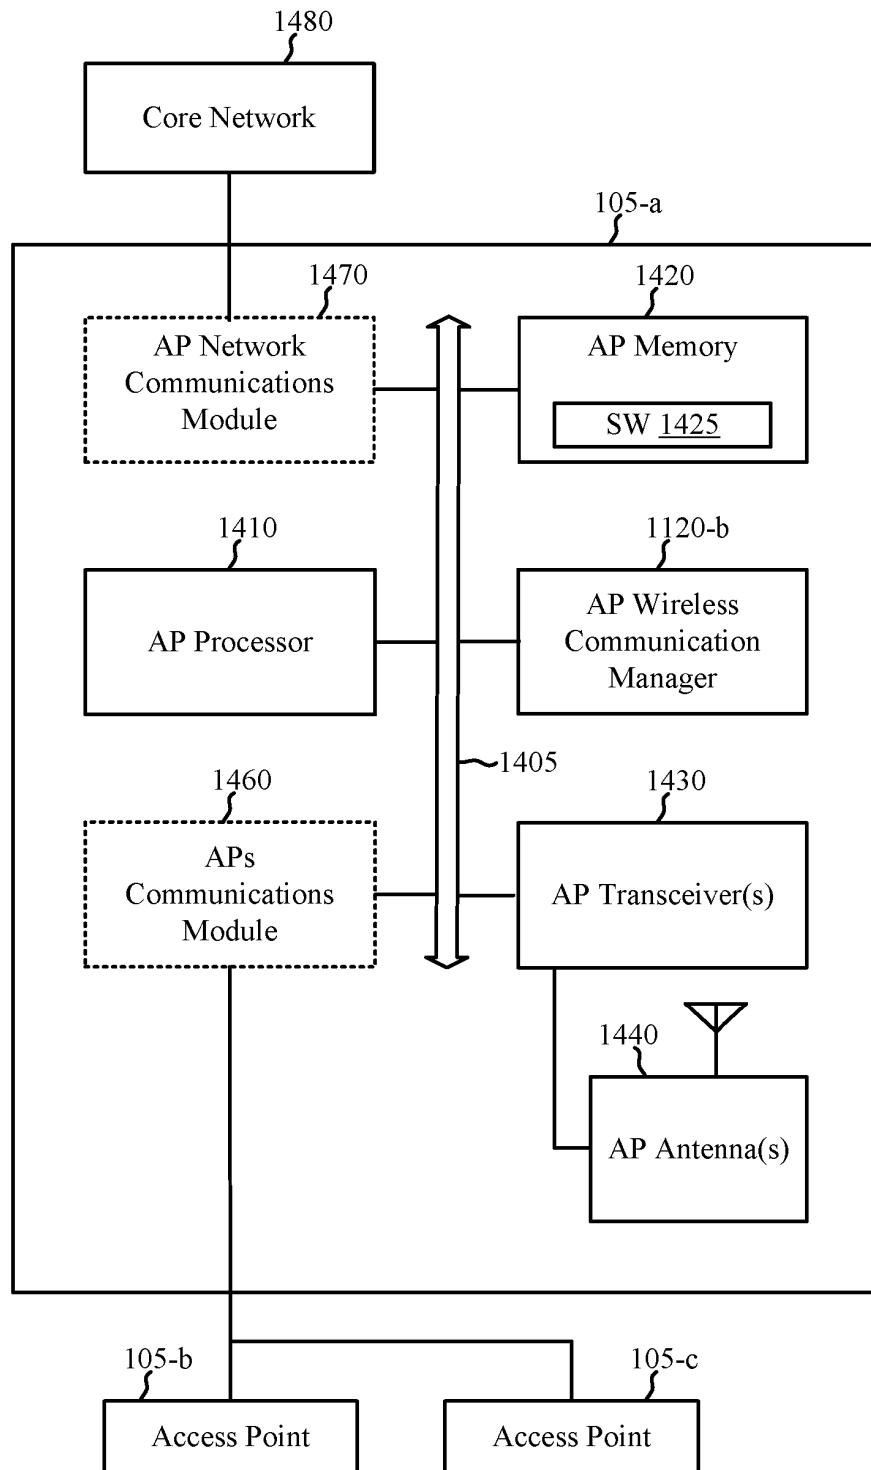 1480
Core Network
105-a
1470
AP Network
Communications
Module
1420
AP Memory
SW 1425
1410
AP Processor
1120-b
AP Wireless
Communication
Manager
1405
1460
APs
Communications
Module
1430
AP Transceiver(s)
1440
AP Antenna(s)
105-b
Access Point
105-c
Access Point